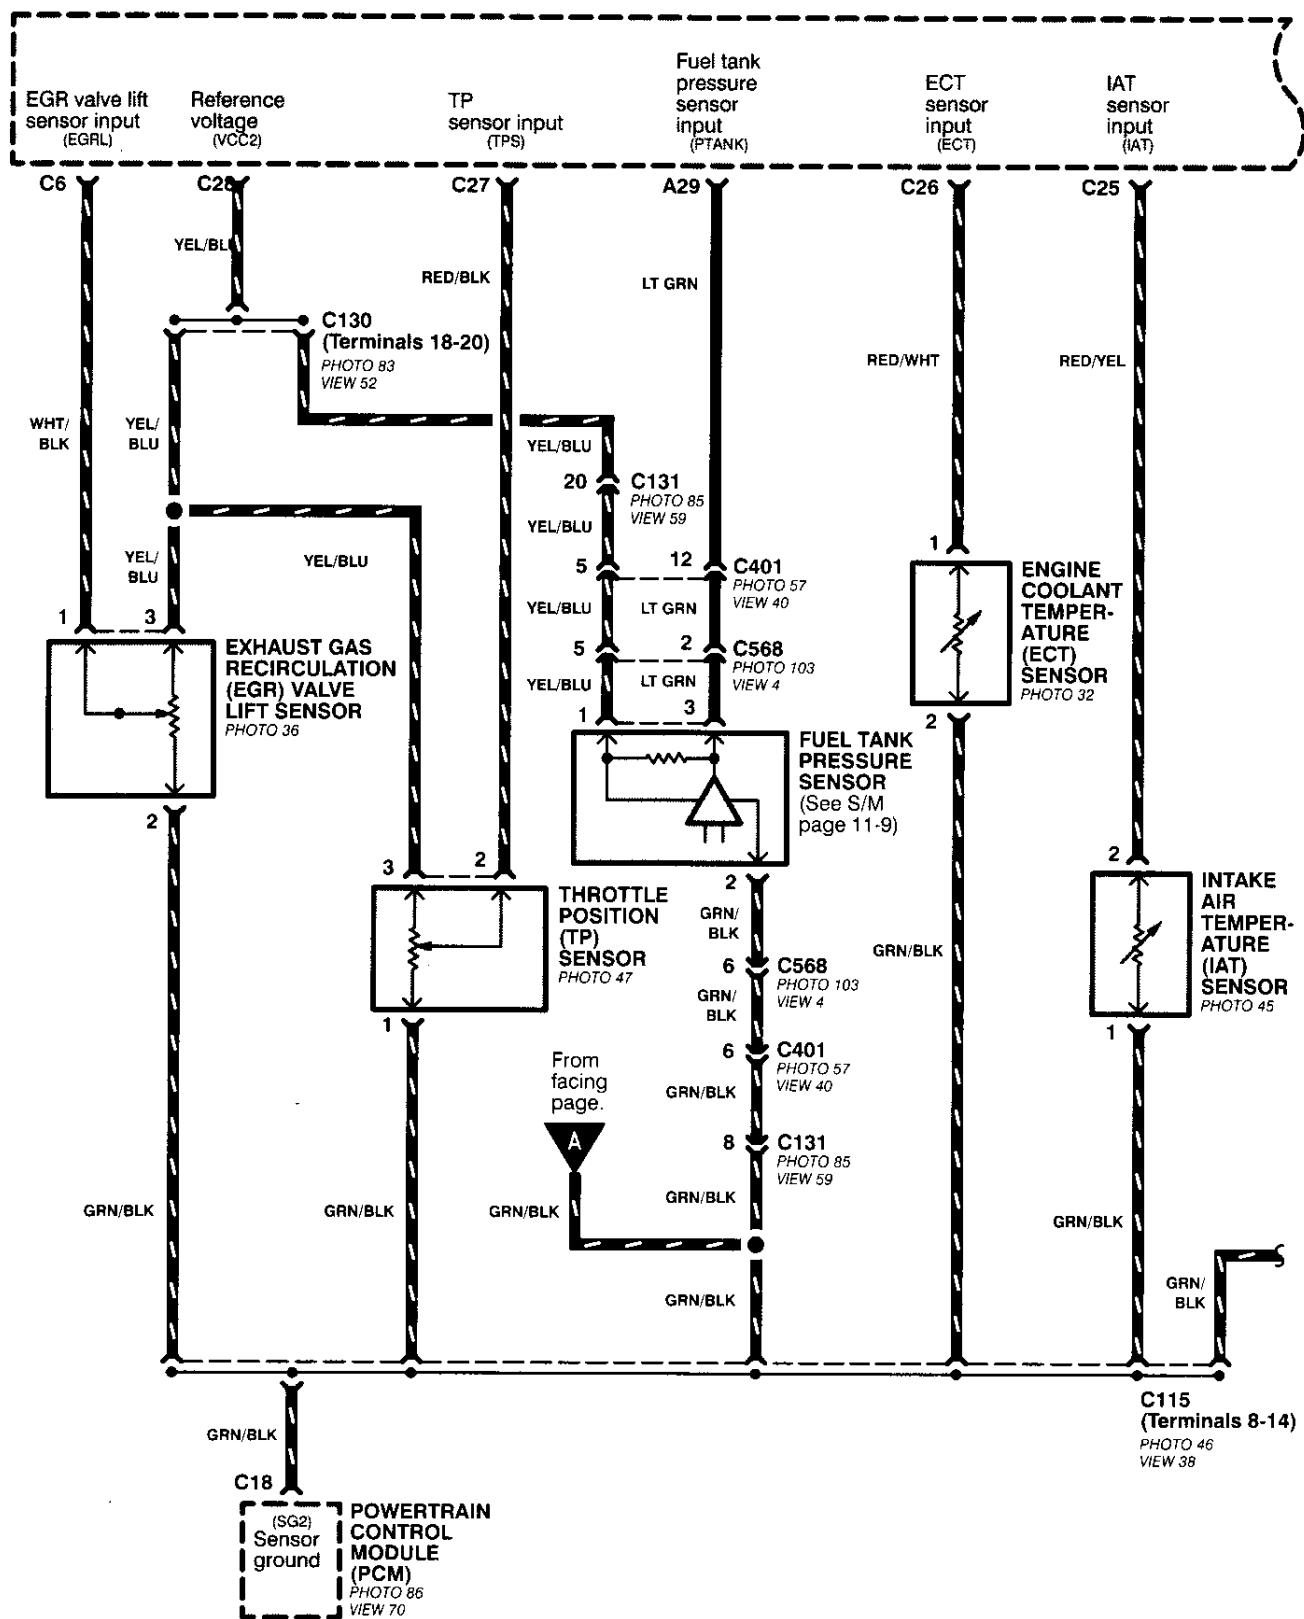 EGR valve lift
sensor input
(EGRL)
Reference
voltage
(VCC2)
TP
sensor input
(TPS)
Fuel tank
pressure
sensor
input
(PTANK)
ECT
sensor
input
(ECT)
IAT
sensor
input
(IAT)
C6
C28
C27
A29
C26
C25
YEL/BLU
RED/BLK
LT GRN
C130
(Terminals 18-20)
PHOTO 83
VIEW 52
RED/WHT
RED/YEL
WHT/
BLK
YEL/
BLU
YEL/BLU
20
C131
PHOTO 85
VIEW 59
YEL/BLU
YEL/
BLU
YEL/BLU
5
12
C401
PHOTO 57
VIEW 40
YEL/BLU
LT GRN
5
2
C568
PHOTO 103
VIEW 4
YEL/BLU
LT GRN
1
3
1
ENGINE
COOLANT
TEMPER-
ATURE
(ECT)
SENSOR
PHOTO 32
2
1
3
EXHAUST GAS
RECIRCULATION
(EGR) VALVE
LIFT SENSOR
PHOTO 36
2
FUEL TANK
PRESSURE
SENSOR
(See S/M
page 11-9)
2
3
2
THROTTLE
POSITION
(TP)
SENSOR
PHOTO 47
1
2
INTAKE
AIR
TEMPER-
ATURE
(IAT)
SENSOR
PHOTO 45
1
GRN/
BLK
GRN/BLK
6
C568
PHOTO 103
VIEW 4
GRN/
BLK
6
C401
PHOTO 57
VIEW 40
GRN/BLK
8
C131
PHOTO 85
VIEW 59
From
facing
page.
A
GRN/BLK
GRN/BLK
GRN/BLK
GRN/BLK
GRN/BLK
GRN/BLK
GRN/
BLK
C115
(Terminals 8-14)
PHOTO 46
VIEW 38
GRN/BLK
C18
(SG2)
Sensor
ground
POWERTRAIN
CONTROL
MODULE
(PCM)
PHOTO 86
VIEW 70